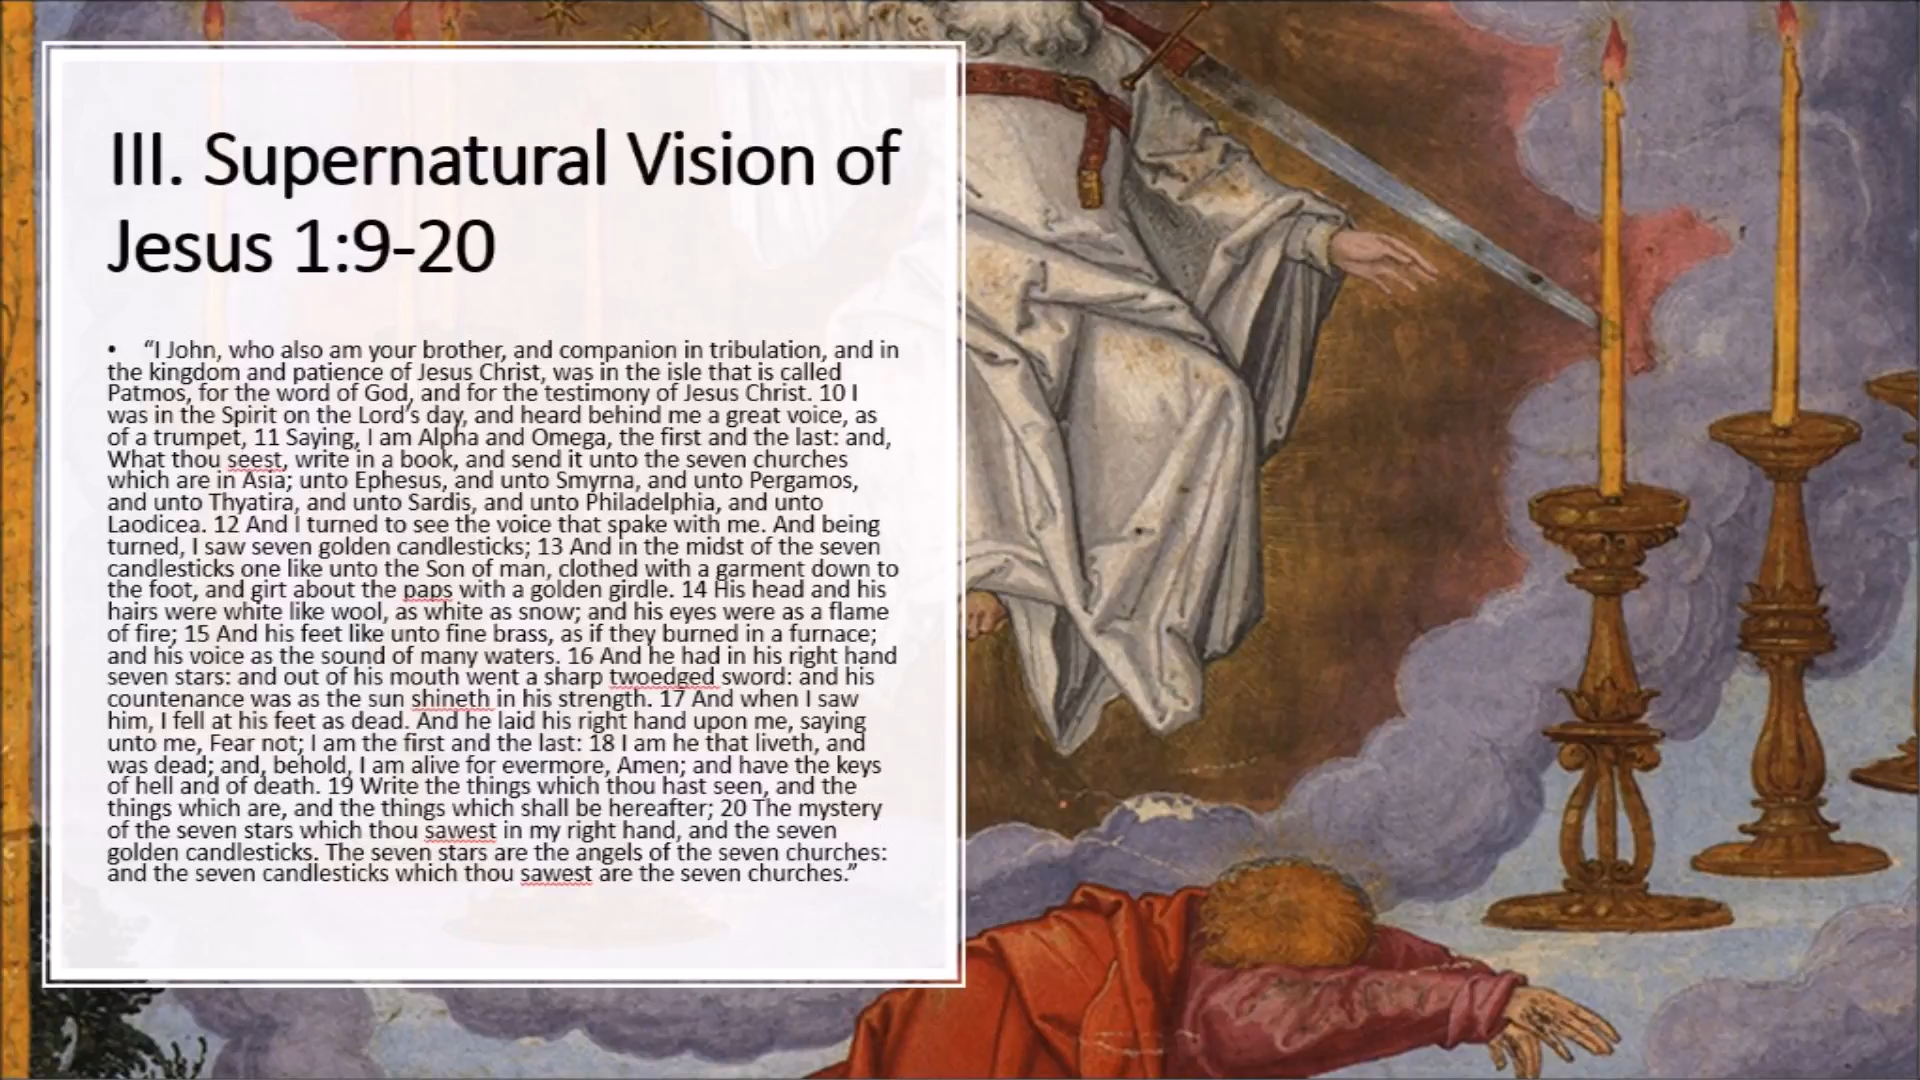 III. Supernatural Vision of
Jesus 1:9-20
• “I John, who also am your brother, and companion in tribulation, and in
the kingdom and patience of Jesus Christ, was in the isle that is called
Patmos, for the word of God, and for the testimony of Jesus Christ. 10 I
was in the Spirit on the Lord’s day, and heard behind me a great voice, as
of a trumpet, 11 Saying, I am Alpha and Omega, the first and the last: and,
What thou seest, write in a book, and send it unto the seven churches
which are in Asia; unto Ephesus, and unto Smyrna, and unto Pergamos,
and unto Thyatira, and unto Sardis, and unto Philadelphia, and unto
Laodicea. 12 And I turned to see the voice that spake with me. And being
turned, I saw seven golden candlesticks; 13 And in the midst of the seven
candlesticks one like unto the Son of man, clothed with a garment down to
the foot, and girt about the paps with a golden girdle. 14 His head and his
hairs were white like wool, as white as snow; and his eyes were as a flame
of fire; 15 And his feet like unto fine brass, as if they burned in a furnace;
and his voice as the sound of many waters. 16 And he had in his right hand
seven stars: and out of his mouth went a sharp twoedged sword: and his
countenance was as the sun shineth in his strength. 17 And when I saw
him, I fell at his feet as dead. And he laid his right hand upon me, saying
unto me, Fear not; I am the first and the last: 18 I am he that liveth, and
was dead; and, behold, I am alive for evermore, Amen; and have the keys
of hell and of death. 19 Write the things which thou hast seen, and the
things which are, and the things which shall be hereafter; 20 The mystery
of the seven stars which thou sawest in my right hand, and the seven
golden candlesticks. The seven stars are the angels of the seven churches:
and the seven candlesticks which thou sawest are the seven churches.”